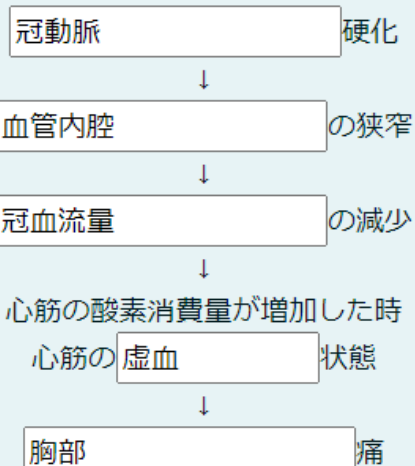 冠動脈硬化
↓
血管内腔の狭窄
↓
冠血流量の減少
↓
心筋の酸素消費量が増加した時
心筋の虚血状態
↓
胸部痛